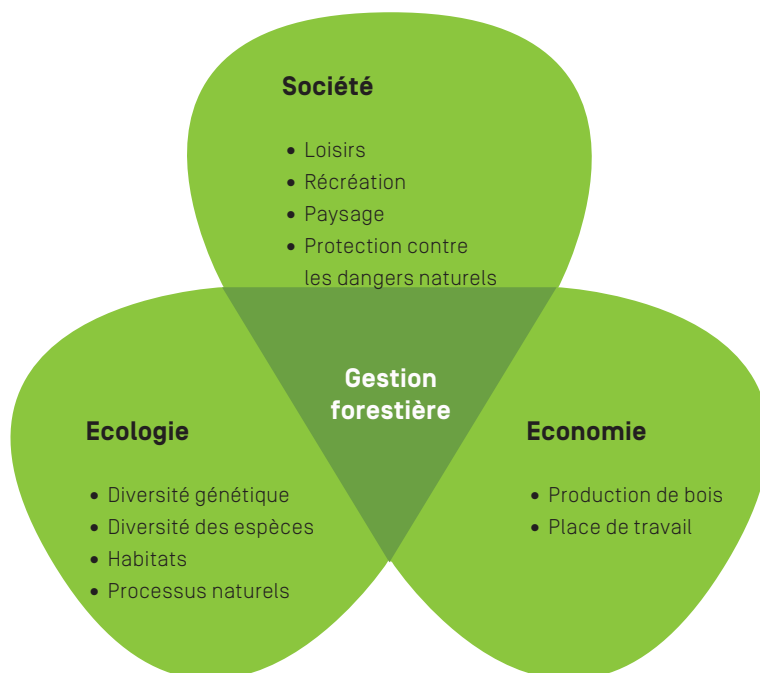 Société
• Loisirs
• Récréation
• Paysage
• Protection contre
les dangers naturels
Gestion
forestière
Ecologie
• Diversité génétique
• Diversité des espèces
• Habitats
• Processus naturels
Economie
• Production de bois
• Place de travail